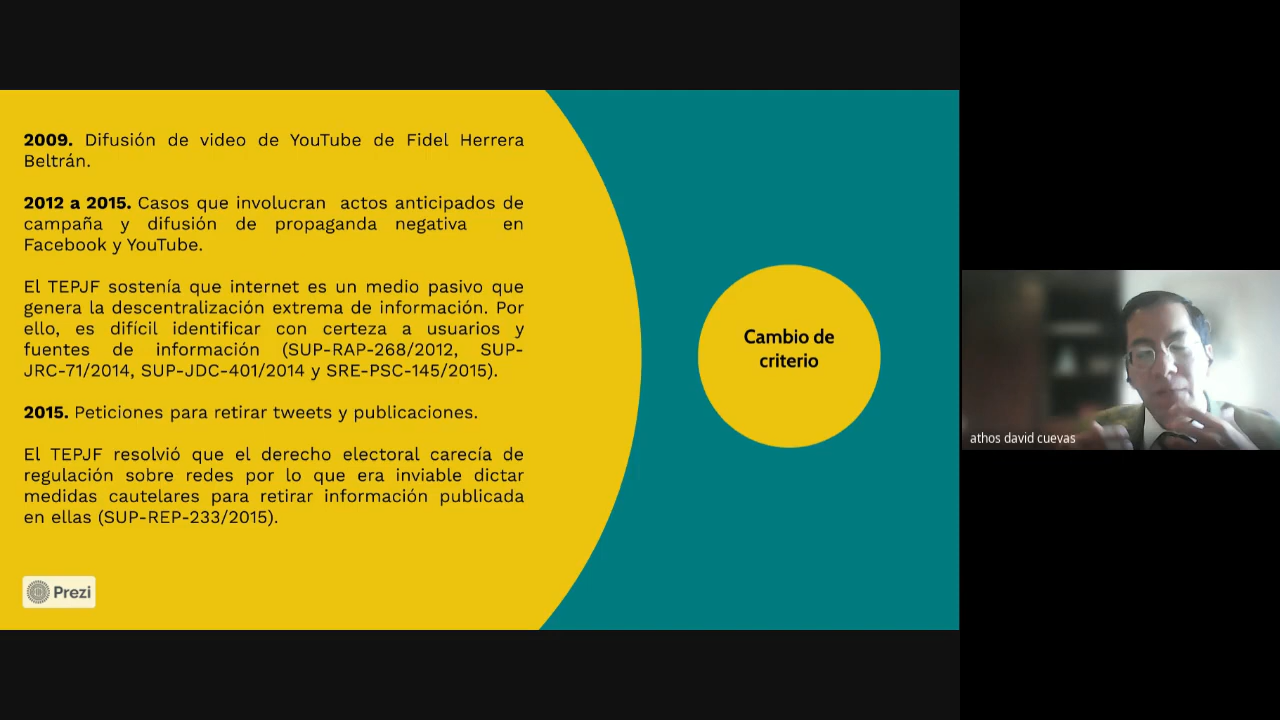 2009. Difusión de video de YouTube de Fidel Herrera
Beltrán.
2012 a 2015. Casos que involucran actos anticipados de
campaña y difusión de propaganda negativa en
Facebook y YouTube.
El TEPJF sostenía que internet es un medio pasivo que
genera la descentralización extrema de información. Por
ello, es difícil identificar con certeza a usuarios y
fuentes de información (SUP-RAP-268/2012, SUP-
JRC-71/2014, SUP-JDC-401/2014 y SRE-PSC-145/2015).
2015. Peticiones para retirar tweets y publicaciones.
El TEPJF resolvió que el derecho electoral carecía de
regulación sobre redes por lo que era inviable dictar
medidas cautelares para retirar información publicada
en ellas (SUP-REP-233/2015).
Prezi
Cambio de
criterio
athos david cuevas